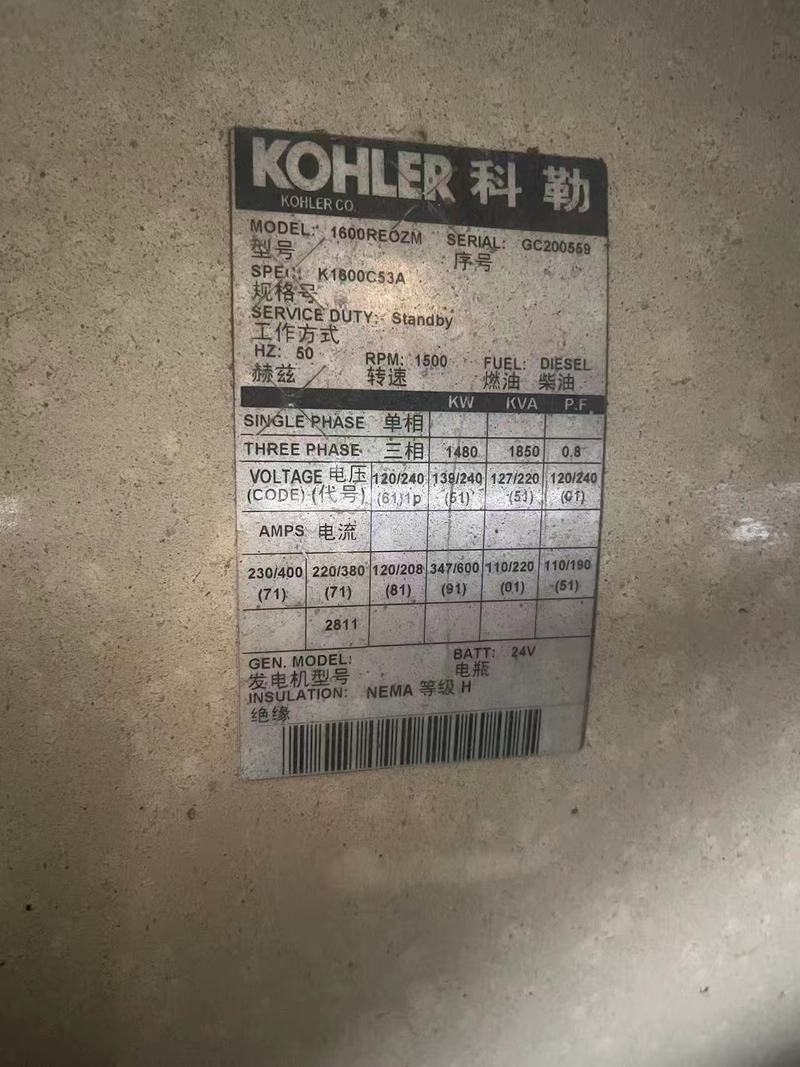 KOHLER 科勒
KOHLER CO.
MODEL: 1600REOZM SERIAL: GC200559
型号 序号
SPEC: K1600C53A
规格号
SERVICE DUTY: Standby
工作方式
HZ: 50 RPM: 1500 FUEL: DIESEL
赫兹 转速 燃油 柴油
KW KVA P.F.
SINGLE PHASE 单相
THREE PHASE 三相 1480 1850 0.8
VOLTAGE 电压 120/240 139/240 127/220 120/240
(CODE) (代号) (61)1p (51) (51) (01)
AMPS 电流
230/400 220/380 120/208 347/600 110/220 110/190
(71) (71) (81) (91) (01) (51)
2811
GEN. MODEL: BATT: 24V
发电机型号 电瓶
INSULATION: NEMA 等级 H
绝缘